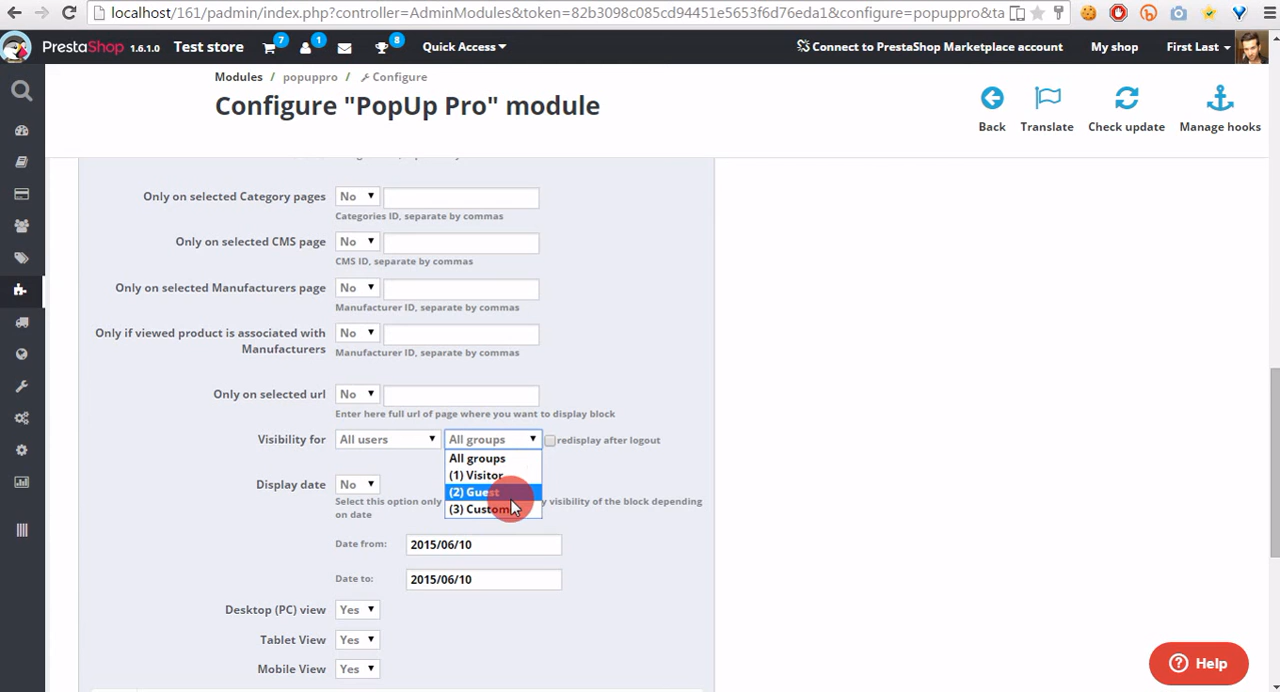 localhost/161/padmin/index.php?controller=AdminModules&token=82b3098c085cd94451e5653f6d76eda1&configure=popuppro&ta
PrestaShop 1.6.1.0 Test store 7 1 8 Quick Access Connect to PrestaShop Marketplace account My shop First Last
Modules / popuppro / Configure
Configure "PopUp Pro" module
Back Translate Check update Manage hooks
Only on selected Category pages No
Categories ID, separate by commas
Only on selected CMS page No
CMS ID, separate by commas
Only on selected Manufacturers page No
Manufacturer ID, separate by commas
Only if viewed product is associated with
Manufacturers
No
Manufacturer ID, separate by commas
Only on selected url No
Enter here full url of page where you want to display block
Visibility for All users All groups redisplay after logout
All groups
(1) Visitor
(2) Guest
(3) Custom
Display date No
Select this option only y visibility of the block depending
on date
Date from: 2015/06/10
Date to: 2015/06/10
Desktop (PC) view Yes
Tablet View Yes
Mobile View Yes
? Help